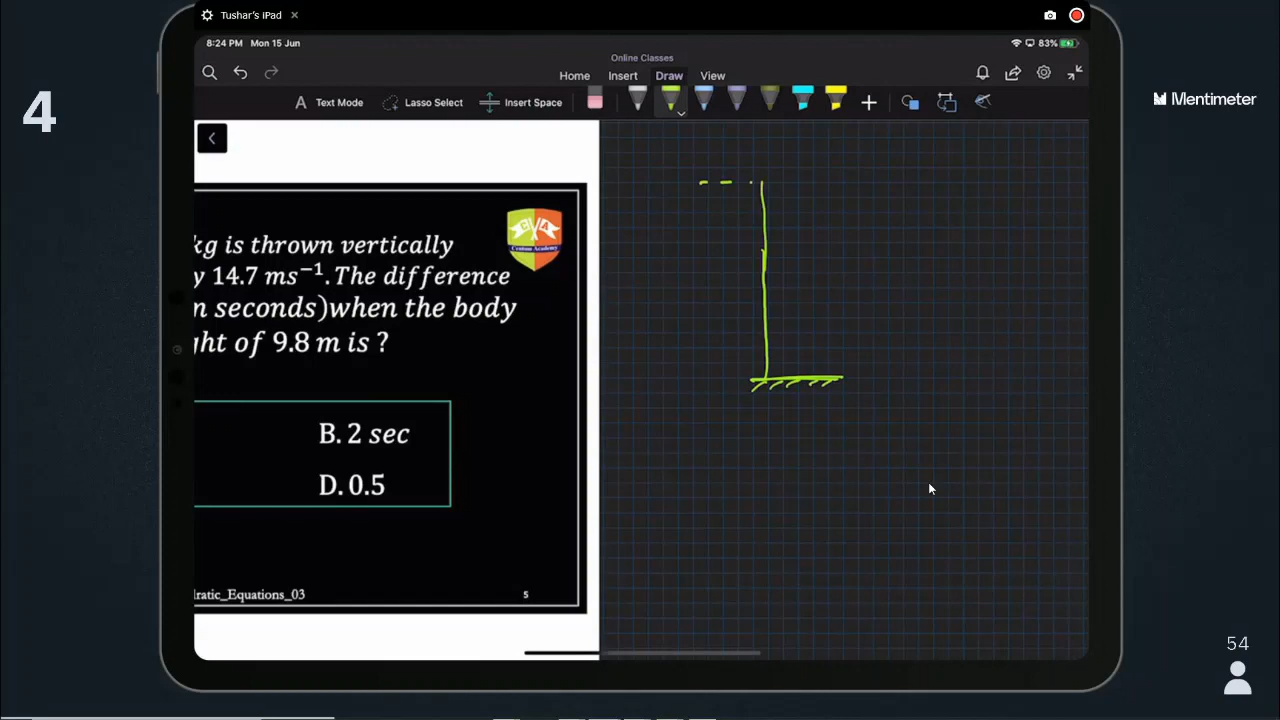 Tushar's iPad ×
4
8:24 PM Mon 15 Jun
83%
Online Classes
Home Insert Draw View
Text Mode Lasso Select Insert Space
Mentimeter
kg is thrown vertically
y 14.7 ms⁻¹. The difference
n seconds)when the body
ght of 9.8 m is ?
B. 2 sec
D. 0.5
dratic_Equations_03
5
54